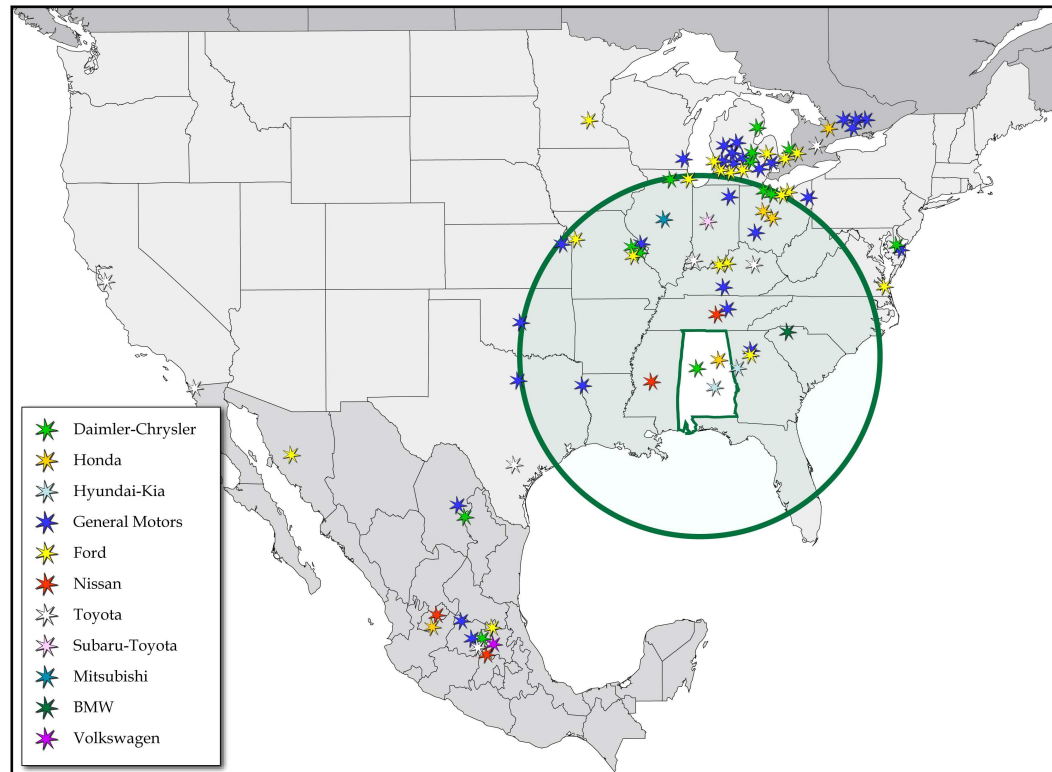 Daimler-Chrysler
Honda
Hyundai-Kia
General Motors
Ford
Nissan
Toyota
Subaru-Toyota
Mitsubishi
BMW
Volkswagen